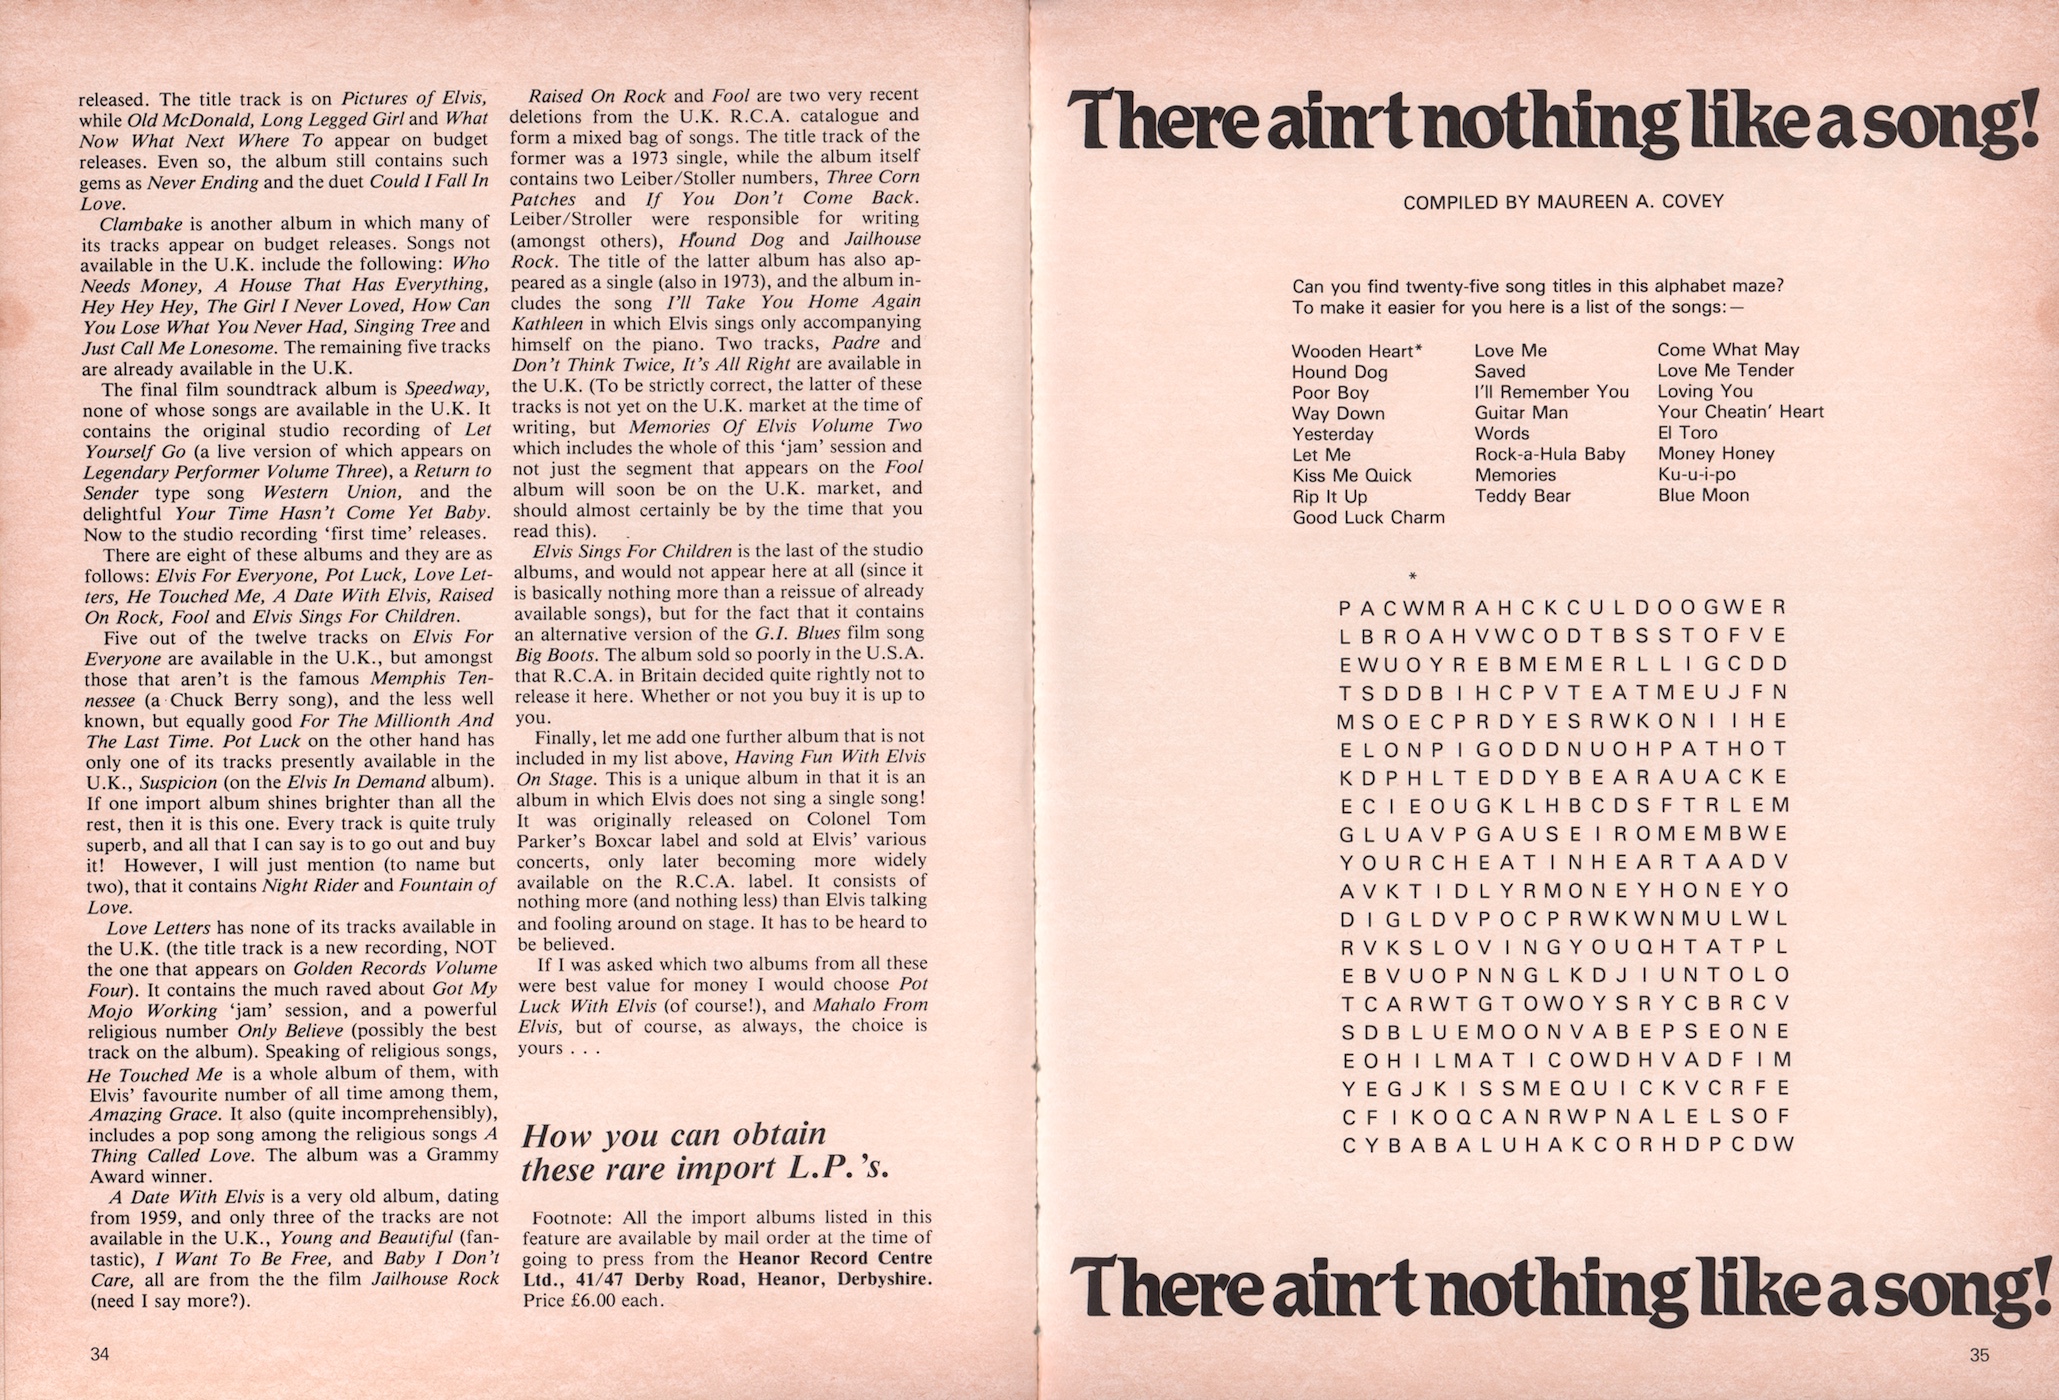 released. The title track is on Pictures of Elvis,
while Old McDonald, Long Legged Girl and What
Now What Next Where To appear on budget
releases. Even so, the album still contains such
gems as Never Ending and the duet Could I Fall In
Love.
Clambake is another album in which many of
its tracks appear on budget releases. Songs not
available in the U.K. include the following: Who
Needs Money, A House That Has Everything,
Hey Hey Hey, The Girl I Never Loved, How Can
You Lose What You Never Had, Singing Tree and
Just Call Me Lonesome. The remaining five tracks
are already available in the U.K.
The final film soundtrack album is Speedway,
none of whose songs are available in the U.K. It
contains the original studio recording of Let
Yourself Go (a live version of which appears on
Legendary Performer Volume Three), a Return to
Sender type song Western Union, and the
delightful Your Time Hasn't Come Yet Baby.
Now to the studio recording 'first time' releases.
There are eight of these albums and they are as
follows: Elvis For Everyone, Pot Luck, Love Let-
ters, He Touched Me, A Date With Elvis, Raised
On Rock, Fool and Elvis Sings For Children.
Five out of the twelve tracks on Elvis For
Everyone are available in the U.K., but amongst
those that aren't is the famous Memphis Ten-
nessee (a Chuck Berry song), and the less well
known, but equally good For The Millionth And
The Last Time. Pot Luck on the other hand has
only one of its tracks presently available in the
U.K., Suspicion (on the Elvis In Demand album).
If one import album shines brighter than all the
rest, then it is this one. Every track is quite truly
superb, and all that I can say is to go out and buy
it! However, I will just mention (to name but
two), that it contains Night Rider and Fountain of
Love.
Love Letters has none of its tracks available in
the U.K. (the title track is a new recording, NOT
the one that appears on Golden Records Volume
Four). It contains the much raved about Got My
Mojo Working 'jam' session, and a powerful
religious number Only Believe (possibly the best
track on the album). Speaking of religious songs,
He Touched Me is a whole album of them, with
Elvis' favourite number of all time among them,
Amazing Grace. It also (quite incomprehensibly),
includes a pop song among the religious songs A
Thing Called Love. The album was a Grammy
Award winner.
A Date With Elvis is a very old album, dating
from 1959, and only three of the tracks are not
available in the U.K., Young and Beautiful (fan-
tastic), I Want To Be Free, and Baby I Don't
Care, all are from the the film Jailhouse Rock
(need I say more?).
34
Raised On Rock and Fool are two very recent
deletions from the U.K. R.C.A. catalogue and
form a mixed bag of songs. The title track of the
former was a 1973 single, while the album itself
contains two Leiber/Stoller numbers, Three Corn
Patches and If You Don't Come Back.
Leiber/Stroller were responsible for writing
(amongst others), Hound Dog and Jailhouse
Rock. The title of the latter album has also ap-
peared as a single (also in 1973), and the album in-
cludes the song I'll Take You Home Again
Kathleen in which Elvis sings only accompanying
himself on the piano. Two tracks, Padre and
Don't Think Twice, It's All Right are available in
the U.K. (To be strictly correct, the latter of these
tracks is not yet on the U.K. market at the time of
writing, but Memories Of Elvis Volume Two
which includes the whole of this 'jam' session and
not just the segment that appears on the Fool
album will soon be on the U.K. market, and
should almost certainly be by the time that you
read this).
Elvis Sings For Children is the last of the studio
albums, and would not appear here at all (since it
is basically nothing more than a reissue of already
available songs), but for the fact that it contains
an alternative version of the G.I. Blues film song
Big Boots. The album sold so poorly in the U.S.A.
that R.C.A. in Britain decided quite rightly not to
release it here. Whether or not you buy it is up to
you.
Finally, let me add one further album that is not
included in my list above, Having Fun With Elvis
On Stage. This is a unique album in that it is an
album in which Elvis does not sing a single song!
It was originally released on Colonel Tom
Parker's Boxcar label and sold at Elvis' various
concerts, only later becoming more widely
available on the R.C.A. label. It consists of
nothing more (and nothing less) than Elvis talking
and fooling around on stage. It has to be heard to
be believed.
If I was asked which two albums from all these
were best value for money I would choose Pot
Luck With Elvis (of course!), and Mahalo From
Elvis, but of course, as always, the choice is
yours . . .
How you can obtain
these rare import L.P.'s.
Footnote: All the import albums listed in this
feature are available by mail order at the time of
going to press from the Heanor Record Centre
Ltd., 41/47 Derby Road, Heanor, Derbyshire.
Price £6.00 each.
There ain't nothing like a song!
COMPILED BY MAUREEN A. COVEY
Can you find twenty-five song titles in this alphabet maze?
To make it easier for you here is a list of the songs:—
Wooden Heart* Love Me Come What May
Hound Dog Saved Love Me Tender
Poor Boy I'll Remember You Loving You
Way Down Guitar Man Your Cheatin' Heart
Yesterday Words El Toro
Let Me Rock-a-Hula Baby Money Honey
Kiss Me Quick Memories Ku-u-i-po
Rip It Up Teddy Bear Blue Moon
Good Luck Charm
*
P A C W M R A H C K C U L D O O G W E R
L B R O A H V W C O D T B S S T O F V E
E W U O Y R E B M E M E R L L I G C D D
T S D D B I H C P V T E A T M E U J F N
M S O E C P R D Y E S R W K O N I I H E
E L O N P I G O D D N U O H P A T H O T
K D P H L T E D D Y B E A R A U A C K E
E C I E O U G K L H B C D S F T R L E M
G L U A V P G A U S E I R O M E M B W E
Y O U R C H E A T I N H E A R T A A D V
A V K T I D L Y R M O N E Y H O N E Y O
D I G L D V P O C P R W K W N M U L W L
R V K S L O V I N G Y O U Q H T A T P L
E B V U O P N N G L K D J I U N T O L O
T C A R W T G T O W O Y S R Y C B R C V
S D B L U E M O O N V A B E P S E O N E
E O H I L M A T I C O W D H V A D F I M
Y E G J K I S S M E Q U I C K V C R F E
C F I K O Q C A N R W P N A L E L S O F
C Y B A B A L U H A K C O R H D P C D W
There ain't nothing like a song!
35